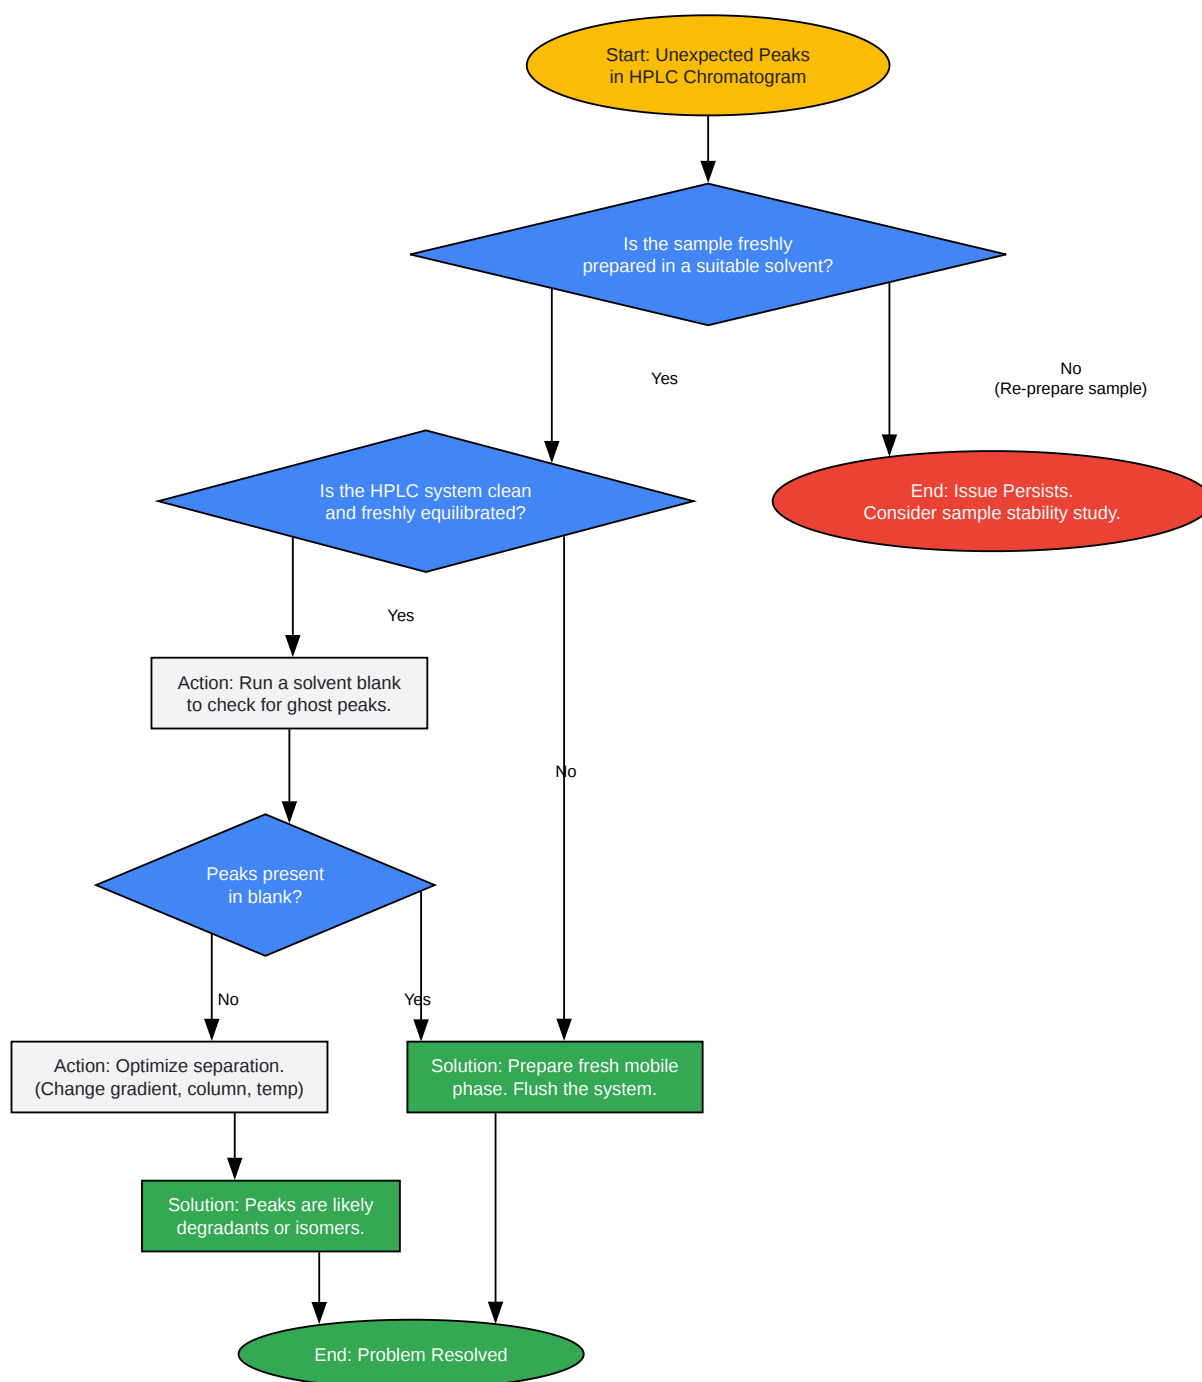 Start: Unexpected Peaks
in HPLC Chromatogram
Is the sample freshly
prepared in a suitable solvent?
Yes
No
(Re-prepare sample)
Is the HPLC system clean
and freshly equilibrated?
End: Issue Persists.
Consider sample stability study.
Yes
Action: Run a solvent blank
to check for ghost peaks.
No
Peaks present
in blank?
No
Yes
Action: Optimize separation.
(Change gradient, column, temp)
Solution: Prepare fresh mobile
phase. Flush the system.
Solution: Peaks are likely
degradants or isomers.
End: Problem Resolved